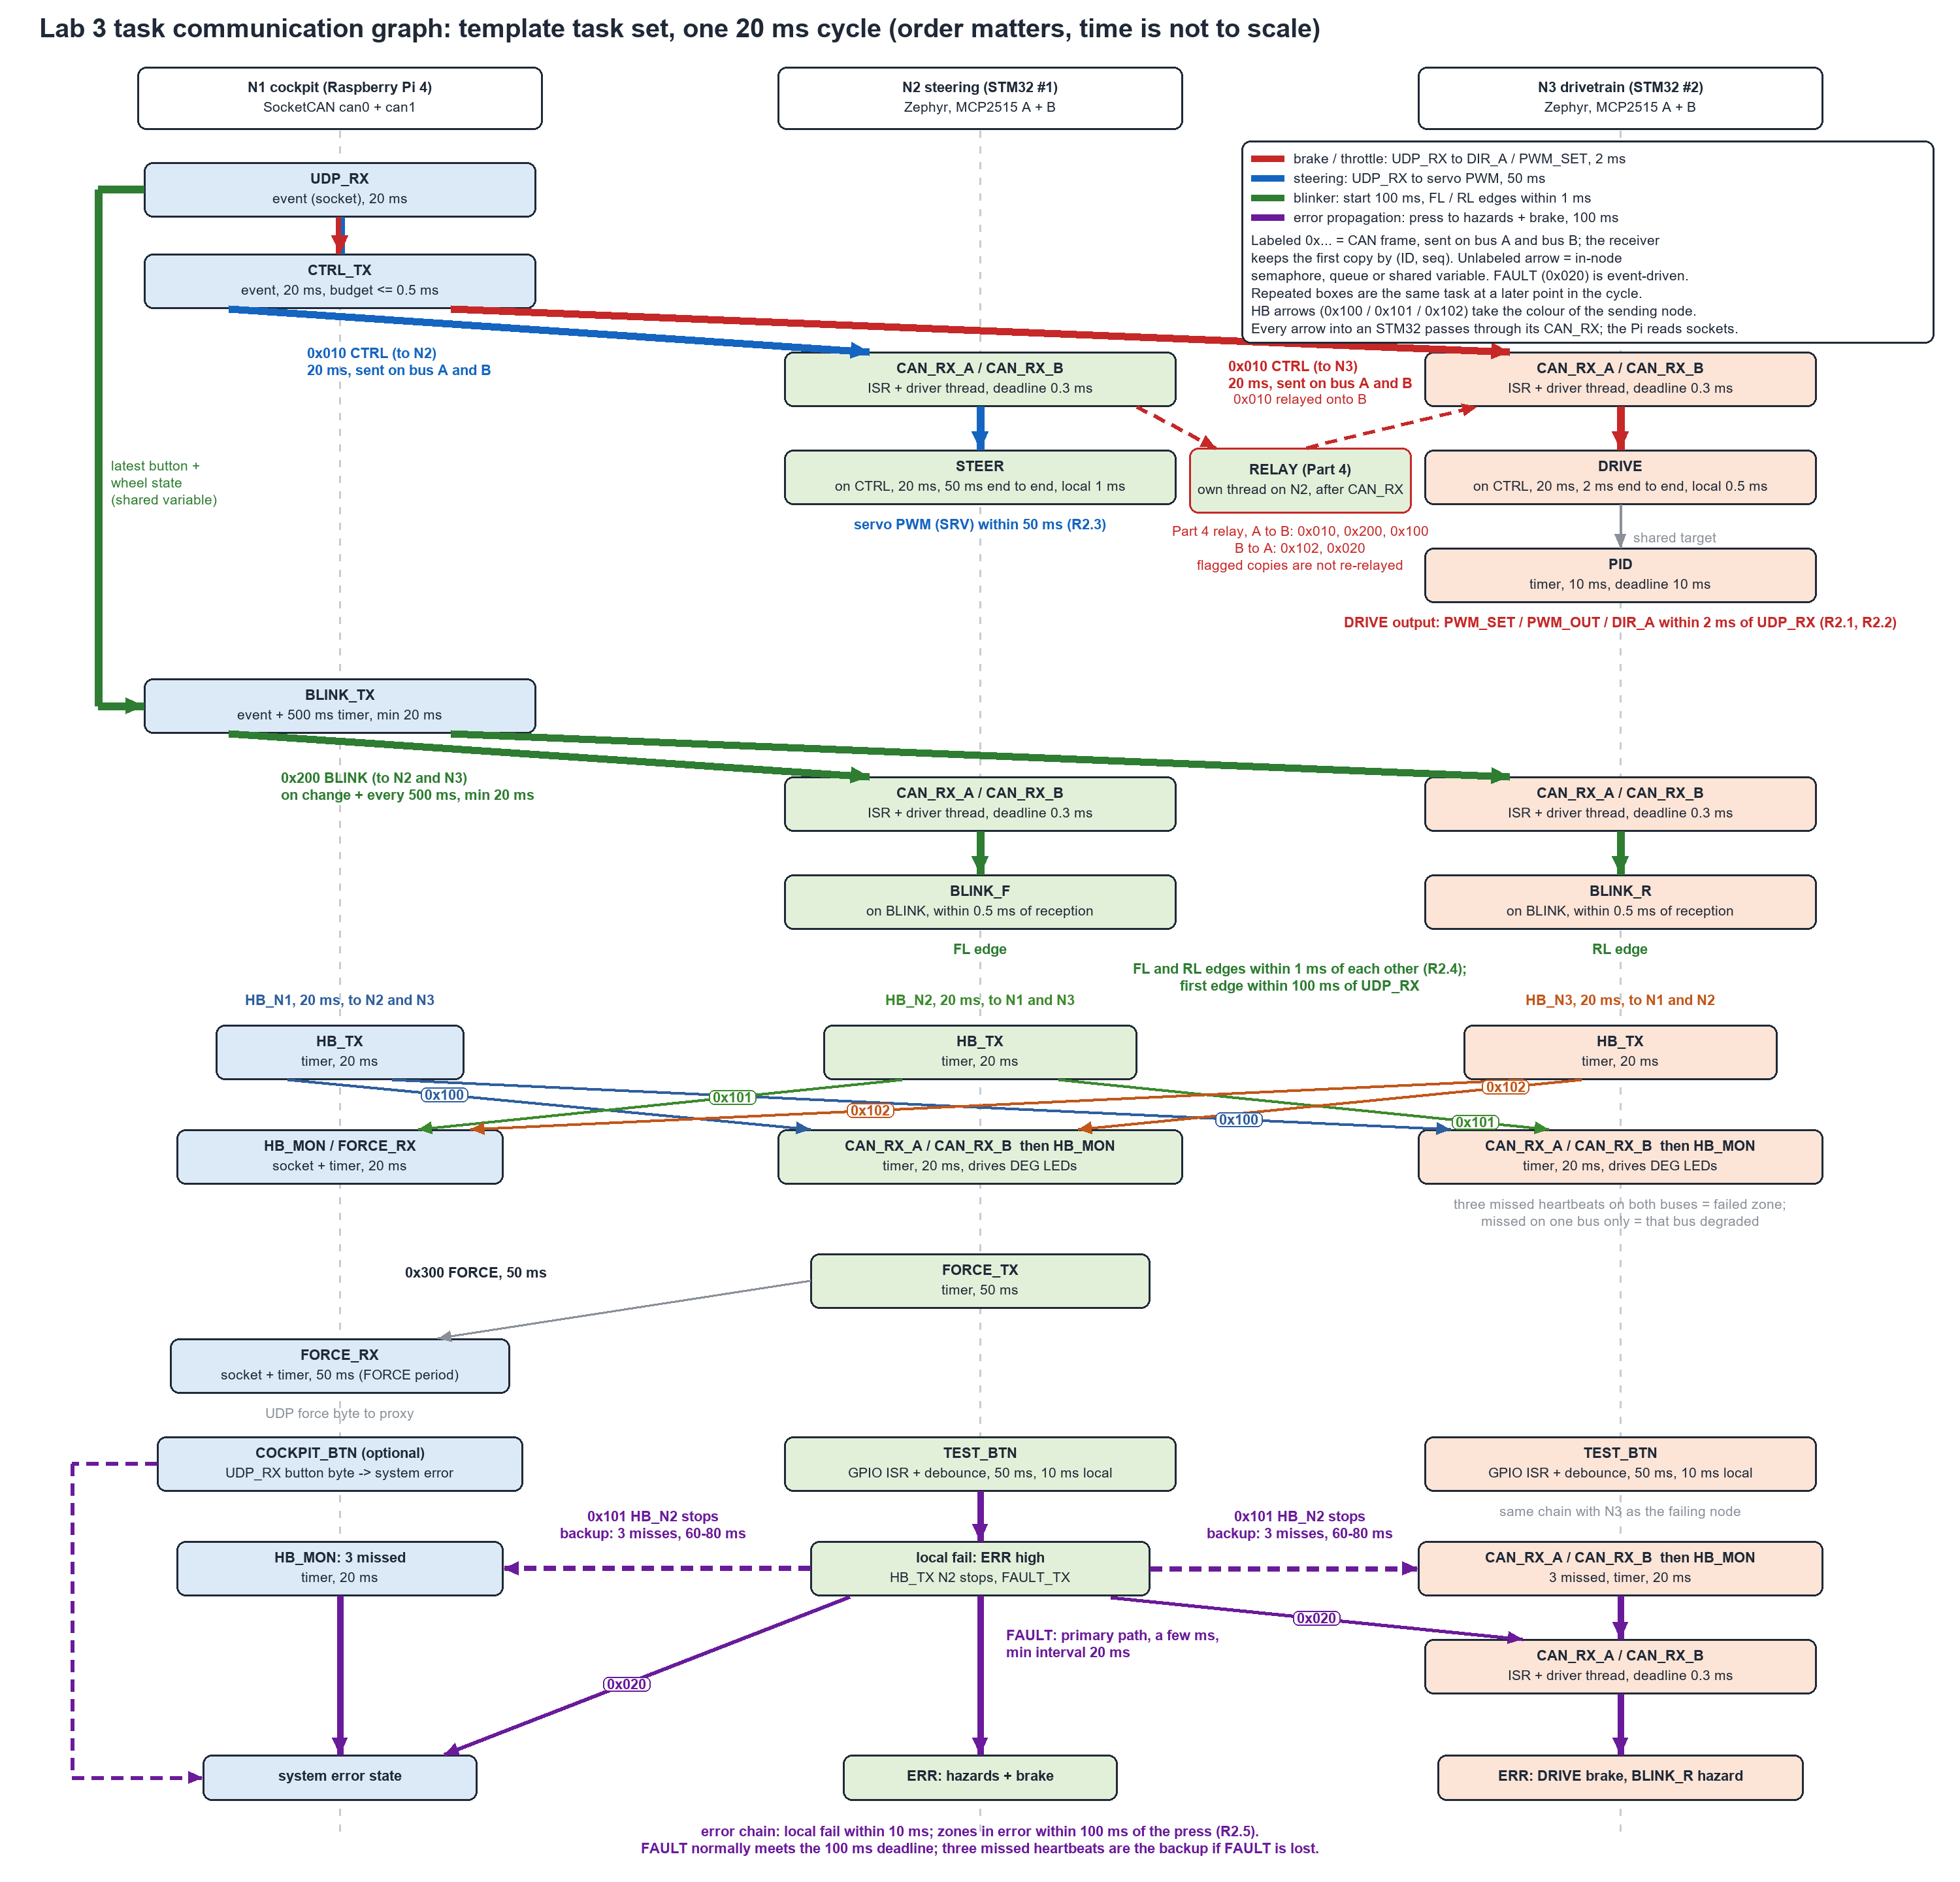 Lab 3 task communication graph: template task set, one 20 ms cycle (order matters, time is not to scale)
N1 cockpit (Raspberry Pi 4)
SocketCAN can0 + can1
N2 steering (STM32 #1)
Zephyr, MCP2515 A + B
N3 drivetrain (STM32 #2)
Zephyr, MCP2515 A + B
brake / throttle: UDP_RX to DIR_A / PWM_SET, 2 ms
steering: UDP_RX to servo PWM, 50 ms
blinker: start 100 ms, FL / RL edges within 1 ms
error propagation: press to hazards + brake, 100 ms
Labeled 0x... = CAN frame, sent on bus A and bus B; the receiver
keeps the first copy by (ID, seq). Unlabeled arrow = in-node
semaphore, queue or shared variable. FAULT (0x020) is event-driven.
Repeated boxes are the same task at a later point in the cycle.
HB arrows (0x100 / 0x101 / 0x102) take the colour of the sending node.
Every arrow into an STM32 passes through its CAN_RX; the Pi reads sockets.
UDP_RX
event (socket), 20 ms
CTRL_TX
event, 20 ms, budget <= 0.5 ms
0x010 CTRL (to N2)
20 ms, sent on bus A and B
CAN_RX_A / CAN_RX_B
ISR + driver thread, deadline 0.3 ms
0x010 CTRL (to N3)
20 ms, sent on bus A and B
0x010 relayed onto B
CAN_RX_A / CAN_RX_B
ISR + driver thread, deadline 0.3 ms
latest button +
wheel state
(shared variable)
STEER
on CTRL, 20 ms, 50 ms end to end, local 1 ms
servo PWM (SRV) within 50 ms (R2.3)
RELAY (Part 4)
own thread on N2, after CAN_RX
Part 4 relay, A to B: 0x010, 0x200, 0x100
B to A: 0x102, 0x020
flagged copies are not re-relayed
DRIVE
on CTRL, 20 ms, 2 ms end to end, local 0.5 ms
shared target
PID
timer, 10 ms, deadline 10 ms
DRIVE output: PWM_SET / PWM_OUT / DIR_A within 2 ms of UDP_RX (R2.1, R2.2)
BLINK_TX
event + 500 ms timer, min 20 ms
0x200 BLINK (to N2 and N3)
on change + every 500 ms, min 20 ms
CAN_RX_A / CAN_RX_B
ISR + driver thread, deadline 0.3 ms
CAN_RX_A / CAN_RX_B
ISR + driver thread, deadline 0.3 ms
BLINK_F
on BLINK, within 0.5 ms of reception
BLINK_R
on BLINK, within 0.5 ms of reception
FL edge
RL edge
FL and RL edges within 1 ms of each other (R2.4);
first edge within 100 ms of UDP_RX
HB_N1, 20 ms, to N2 and N3
HB_N2, 20 ms, to N1 and N3
HB_N3, 20 ms, to N1 and N2
HB_TX
timer, 20 ms
HB_TX
timer, 20 ms
HB_TX
timer, 20 ms
0x100
0x101
0x102
0x100
0x102
0x101
HB_MON / FORCE_RX
socket + timer, 20 ms
CAN_RX_A / CAN_RX_B then HB_MON
timer, 20 ms, drives DEG LEDs
CAN_RX_A / CAN_RX_B then HB_MON
timer, 20 ms, drives DEG LEDs
three missed heartbeats on both buses = failed zone;
missed on one bus only = that bus degraded
0x300 FORCE, 50 ms
FORCE_TX
timer, 50 ms
FORCE_RX
socket + timer, 50 ms (FORCE period)
UDP force byte to proxy
COCKPIT_BTN (optional)
UDP_RX button byte -> system error
TEST_BTN
GPIO ISR + debounce, 50 ms, 10 ms local
TEST_BTN
GPIO ISR + debounce, 50 ms, 10 ms local
same chain with N3 as the failing node
0x101 HB_N2 stops
backup: 3 misses, 60-80 ms
0x101 HB_N2 stops
backup: 3 misses, 60-80 ms
HB_MON: 3 missed
timer, 20 ms
local fail: ERR high
HB_TX N2 stops, FAULT_TX
CAN_RX_A / CAN_RX_B then HB_MON
3 missed, timer, 20 ms
0x020
FAULT: primary path, a few ms,
min interval 20 ms
0x020
CAN_RX_A / CAN_RX_B
ISR + driver thread, deadline 0.3 ms
system error state
ERR: hazards + brake
ERR: DRIVE brake, BLINK_R hazard
error chain: local fail within 10 ms; zones in error within 100 ms of the press (R2.5).
FAULT normally meets the 100 ms deadline; three missed heartbeats are the backup if FAULT is lost.